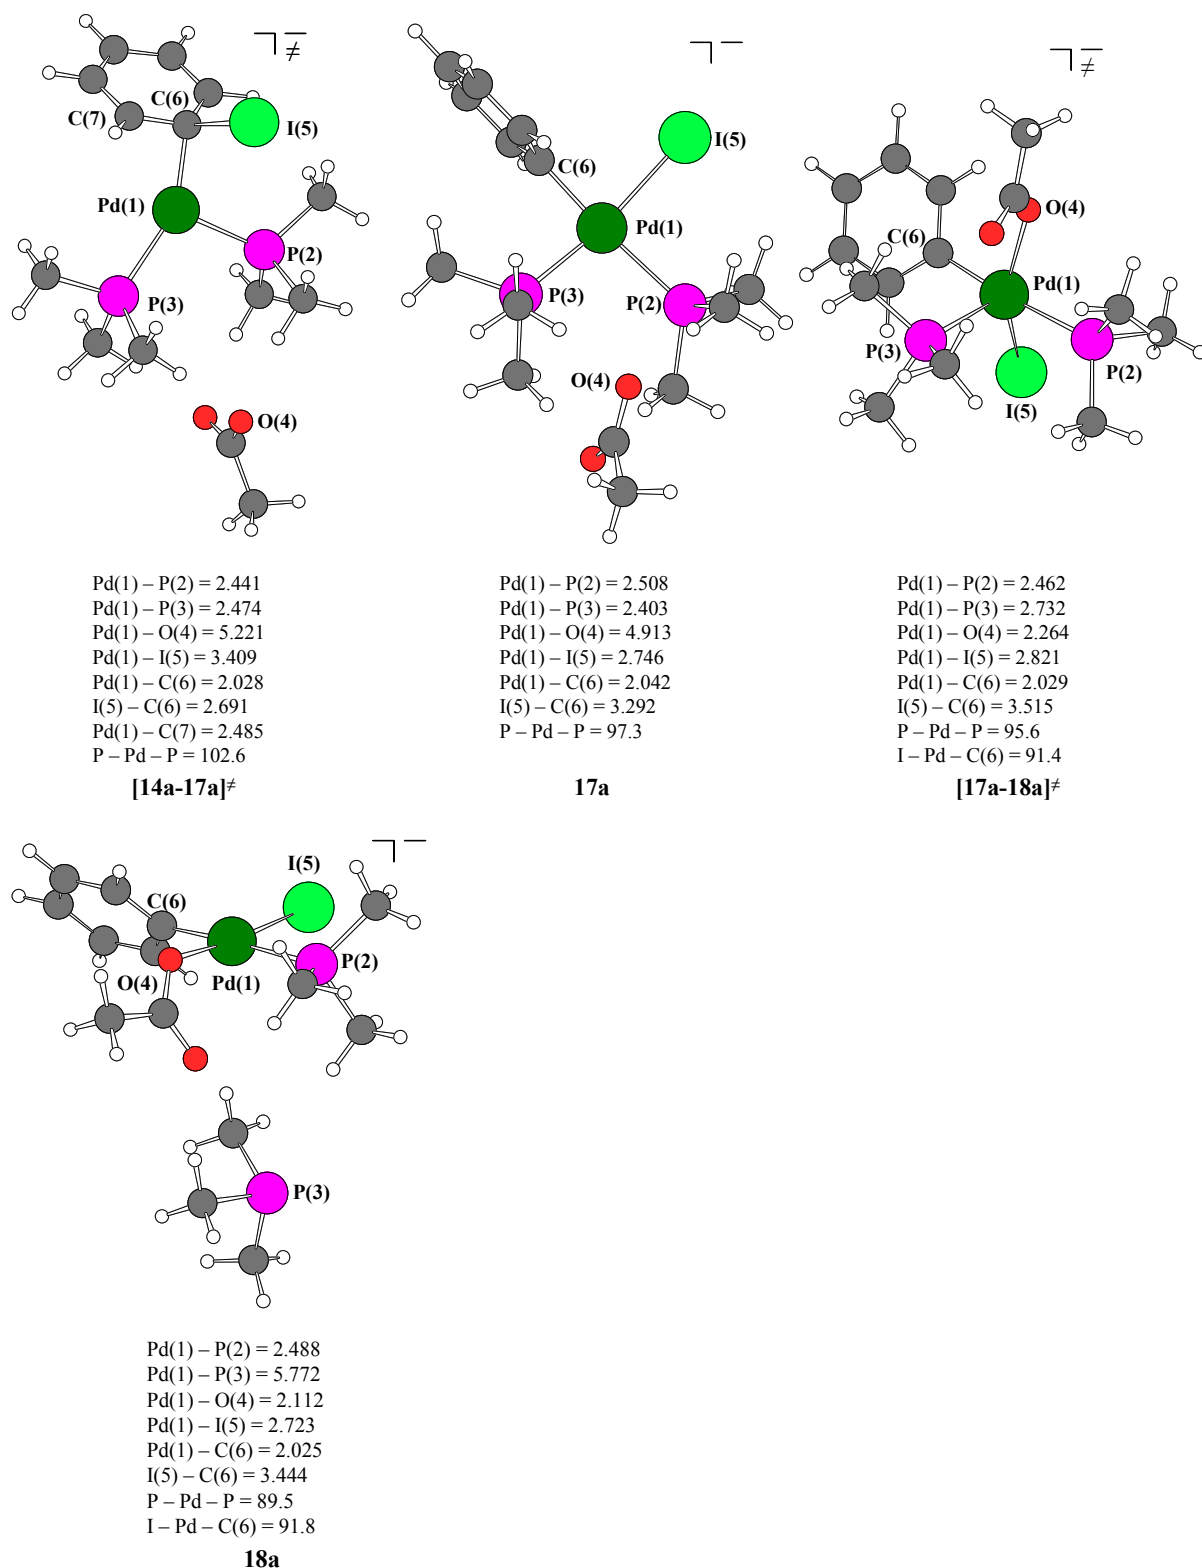 ≠
C(6)
C(7)
I(5)
Pd(1)
P(2)
P(3)
O(4)
I(5)
C(6)
Pd(1)
P(3)
P(2)
O(4)
≠
O(4)
C(6)
Pd(1)
P(3)
P(2)
I(5)
Pd(1) – P(2) = 2.441
Pd(1) – P(3) = 2.474
Pd(1) – O(4) = 5.221
Pd(1) – I(5) = 3.409
Pd(1) – C(6) = 2.028
I(5) – C(6) = 2.691
Pd(1) – C(7) = 2.485
P – Pd – P = 102.6
[14a-17a]≠
Pd(1) – P(2) = 2.508
Pd(1) – P(3) = 2.403
Pd(1) – O(4) = 4.913
Pd(1) – I(5) = 2.746
Pd(1) – C(6) = 2.042
I(5) – C(6) = 3.292
P – Pd – P = 97.3
17a
Pd(1) – P(2) = 2.462
Pd(1) – P(3) = 2.732
Pd(1) – O(4) = 2.264
Pd(1) – I(5) = 2.821
Pd(1) – C(6) = 2.029
I(5) – C(6) = 3.515
P – Pd – P = 95.6
I – Pd – C(6) = 91.4
[17a-18a]≠
I(5)
C(6)
P(2)
O(4)
Pd(1)
P(3)
Pd(1) – P(2) = 2.488
Pd(1) – P(3) = 5.772
Pd(1) – O(4) = 2.112
Pd(1) – I(5) = 2.723
Pd(1) – C(6) = 2.025
I(5) – C(6) = 3.444
P – Pd – P = 89.5
I – Pd – C(6) = 91.8
18a